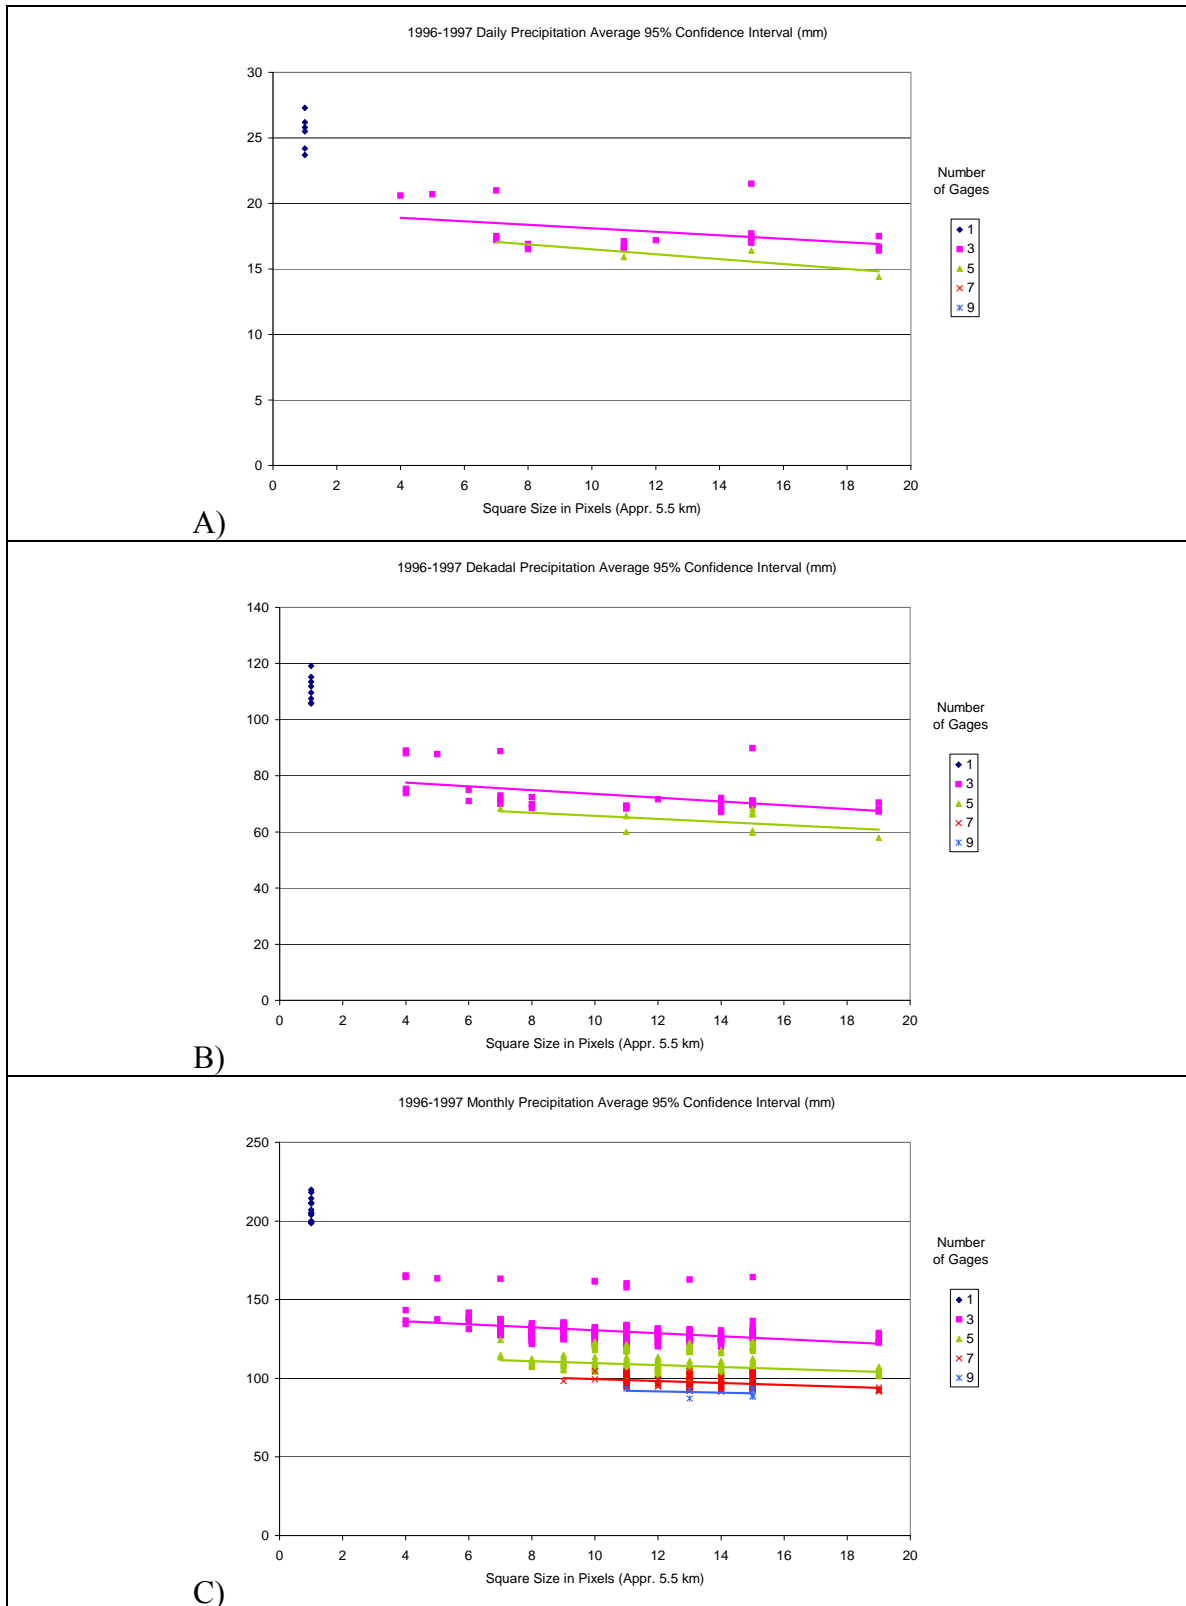 1996-1997 Daily Precipitation Average 95% Confidence Interval (mm)
30
25
20
15
10
5
0
0 2 4 6 8 10 12 14 16 18 20
Square Size in Pixels (Appr. 5.5 km)
Number
of Gages
1
3
5
7
9
A)
1996-1997 Dekadal Precipitation Average 95% Confidence Interval (mm)
140
120
100
80
60
40
20
0
0 2 4 6 8 10 12 14 16 18 20
Square Size in Pixels (Appr. 5.5 km)
Number
of Gages
1
3
5
7
9
B)
1996-1997 Monthly Precipitation Average 95% Confidence Interval (mm)
250
200
150
100
50
0
0 2 4 6 8 10 12 14 16 18 20
Square Size in Pixels (Appr. 5.5 km)
Number
of Gages
1
3
5
7
9
C)